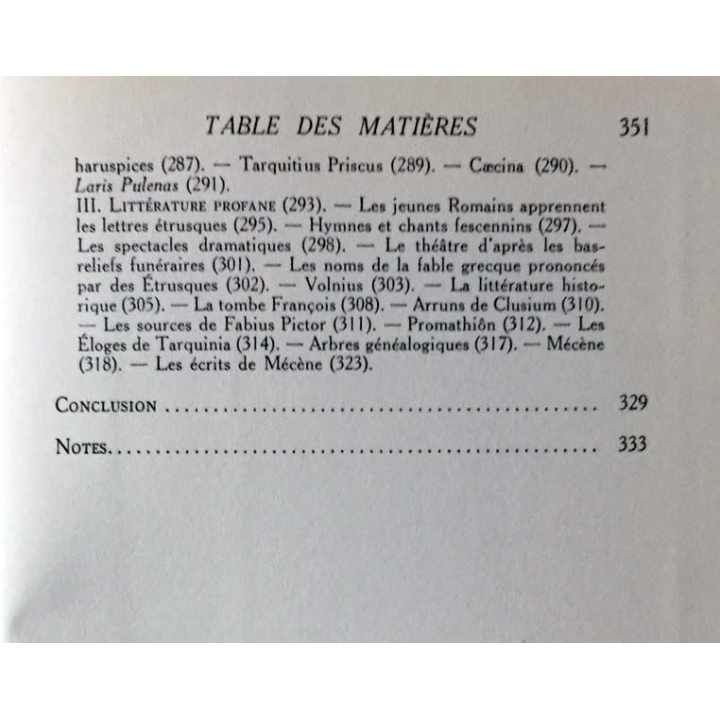 TABLE DES MATIÈRES 351
haruspices (287). — Tarquitius Priscus (289). — Cæcina (290). —
Laris Pulenas (291).
III. LITTÉRATURE PROFANE (293). — Les jeunes Romains apprennent
les lettres étrusques (295). — Hymnes et chants fescennins (297). —
Les spectacles dramatiques (298). — Le théâtre d'après les bas-
reliefs funéraires (301). — Les noms de la fable grecque prononcés
par des Étrusques (302). — Volnius (303). — La littérature histo-
rique (305). — La tombe François (308). — Arruns de Clusium (310).
— Les sources de Fabius Pictor (311). — Promathiôn (312). — Les
Éloges de Tarquinia (314). — Arbres généalogiques (317). — Mécène
(318). — Les écrits de Mécène (323).
CONCLUSION ............................................. 329
NOTES.................................................. 333